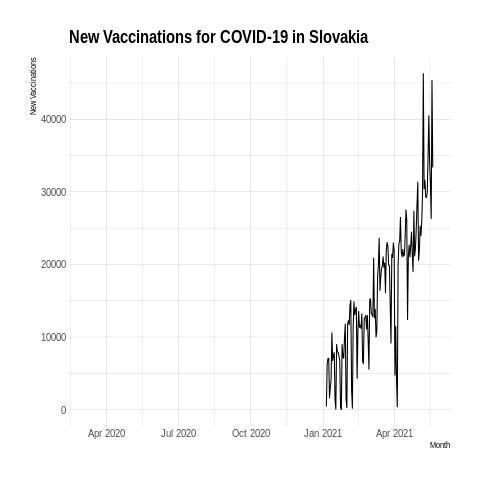 New Vaccinations for COVID-19 in Slovakia
New Vaccinations
40000
30000
20000
10000
0
Apr 2020 Jul 2020 Oct 2020 Jan 2021 Apr 2021
Month